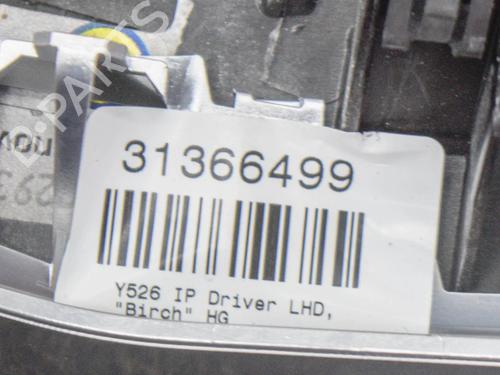 B-PARTS
31366499
Y526 IP Driver LHD,
"Birch" HG